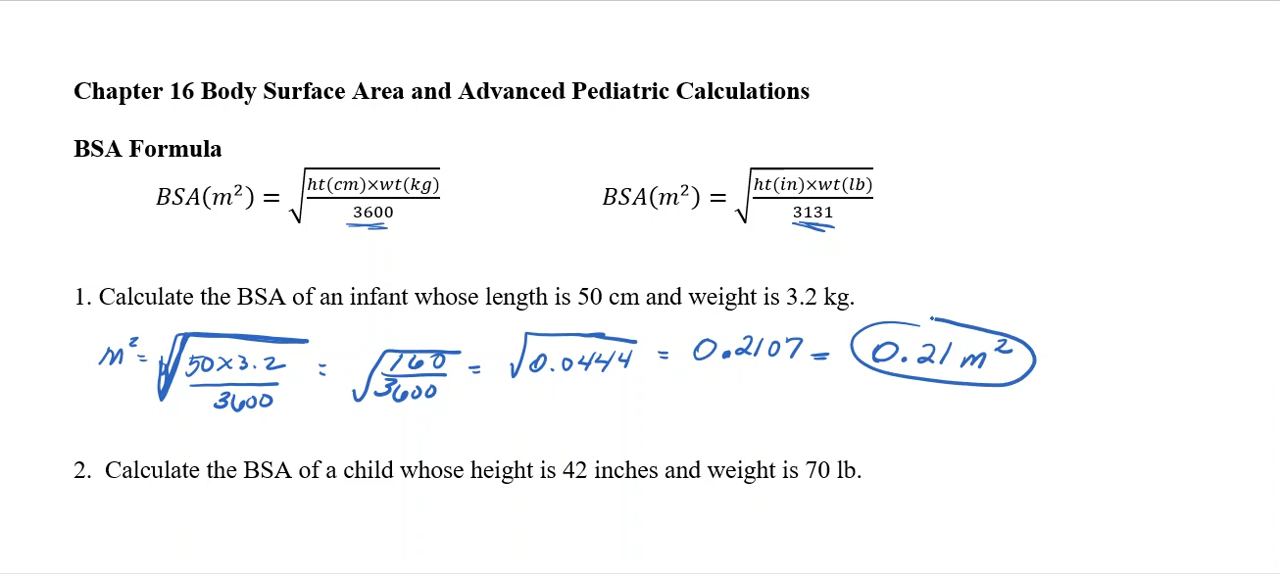 Chapter 16 Body Surface Area and Advanced Pediatric Calculations
BSA Formula
BSA(m²) = √(ht(cm)×wt(kg)/3600) BSA(m²) = √(ht(in)×wt(lb)/3131)
1. Calculate the BSA of an infant whose length is 50 cm and weight is 3.2 kg.
m² = √(50×3.2/3600) = √(160/3600) = √0.0444 = 0.2107 = 0.21 m²
2. Calculate the BSA of a child whose height is 42 inches and weight is 70 lb.